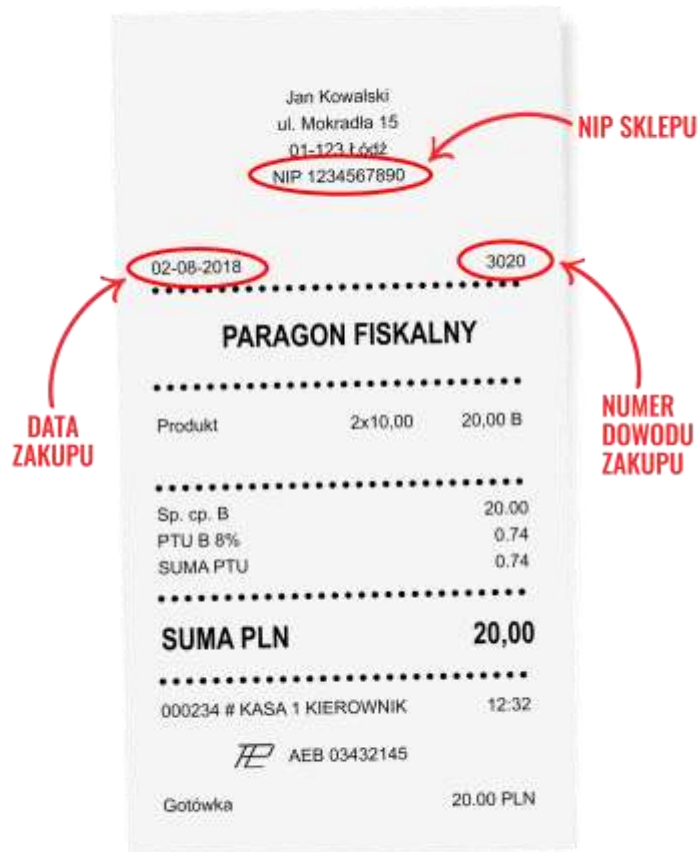 Jan Kowalski
ul. Mokradła 15
01-123 Łódź
NIP 1234567890
NIP SKLEPU
02-08-2018 3020
PARAGON FISKALNY
DATA
ZAKUPU
NUMER
DOWODU
ZAKUPU
Produkt 2x10,00 20,00 B
Sp. cp. B 20.00
PTU B 8% 0.74
SUMA PTU 0.74
SUMA PLN 20,00
000234 # KASA 1 KIEROWNIK 12:32
AEB 03432145
Gotówka 20.00 PLN